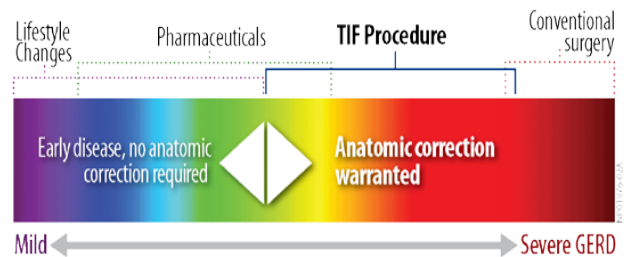 Lifestyle
Changes
Pharmaceuticals
TIF Procedure
Conventional
surgery
Early disease, no anatomic
correction required
Anatomic correction
warranted
Mild
Severe GERD